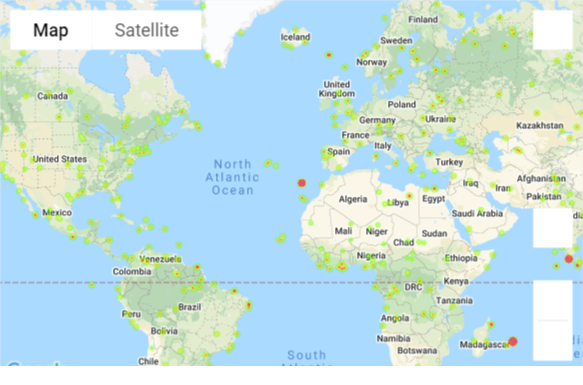 Map
Satellite
Finland
Iceland
Sweden
Norway
Canada
United
Kingdom
Poland
Germany
Ukraine
Kazakhstan
France
Italy
Spain
Turkey
United States
North
Atlantic
Ocean
Afghanistan
Iraq
Iran
Pakistan
Algeria
Libya
Egypt
Saudi Arabia
Mexico
Mali
Niger
Chad
Sudan
Nigeria
Ethiopia
Venezuela
Colombia
DRC
Kenya
Tanzania
Brazil
Peru
Angola
Bolivia
Namibia
Madagascar
Botswana
Chile
South